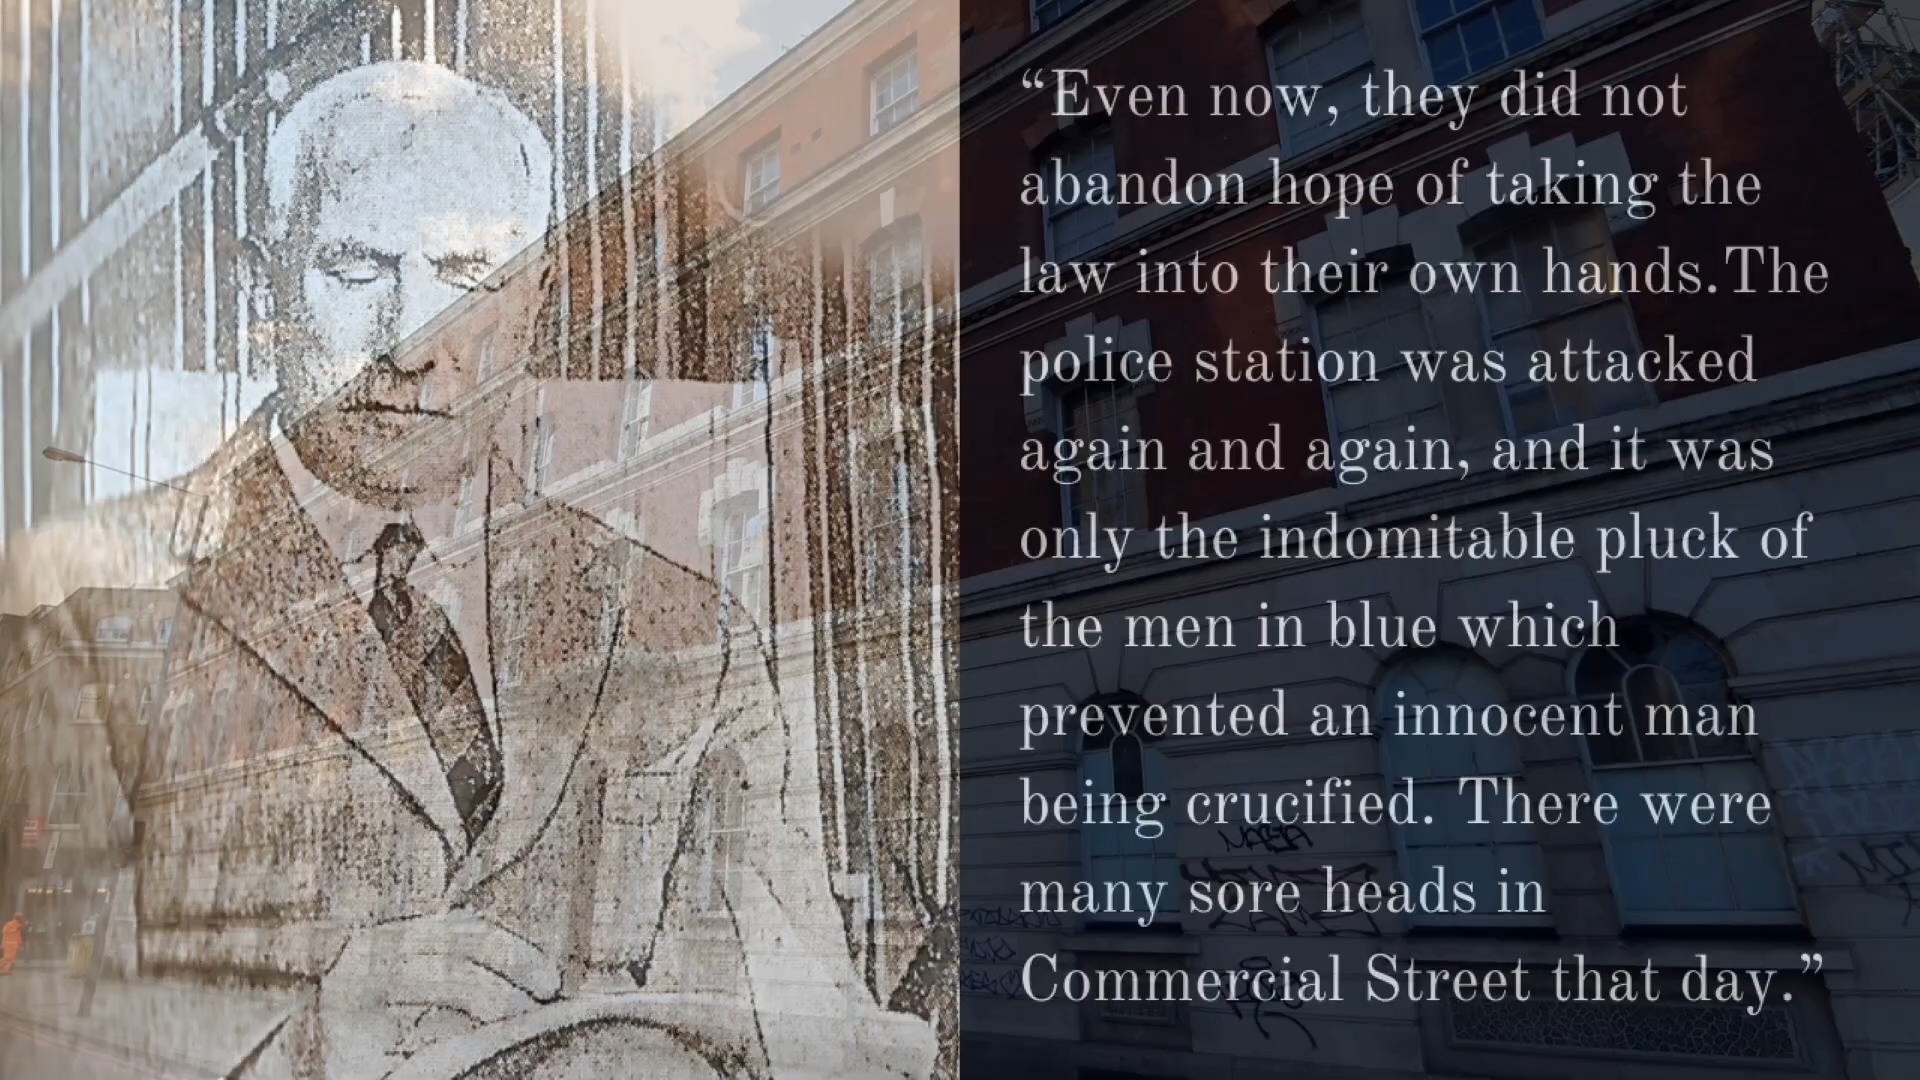 “Even now, they did not
abandon hope of taking the
law into their own hands.The
police station was attacked
again and again, and it was
only the indomitable pluck of
the men in blue which
prevented an innocent man
being crucified. There were
many sore heads in
Commercial Street that day.”